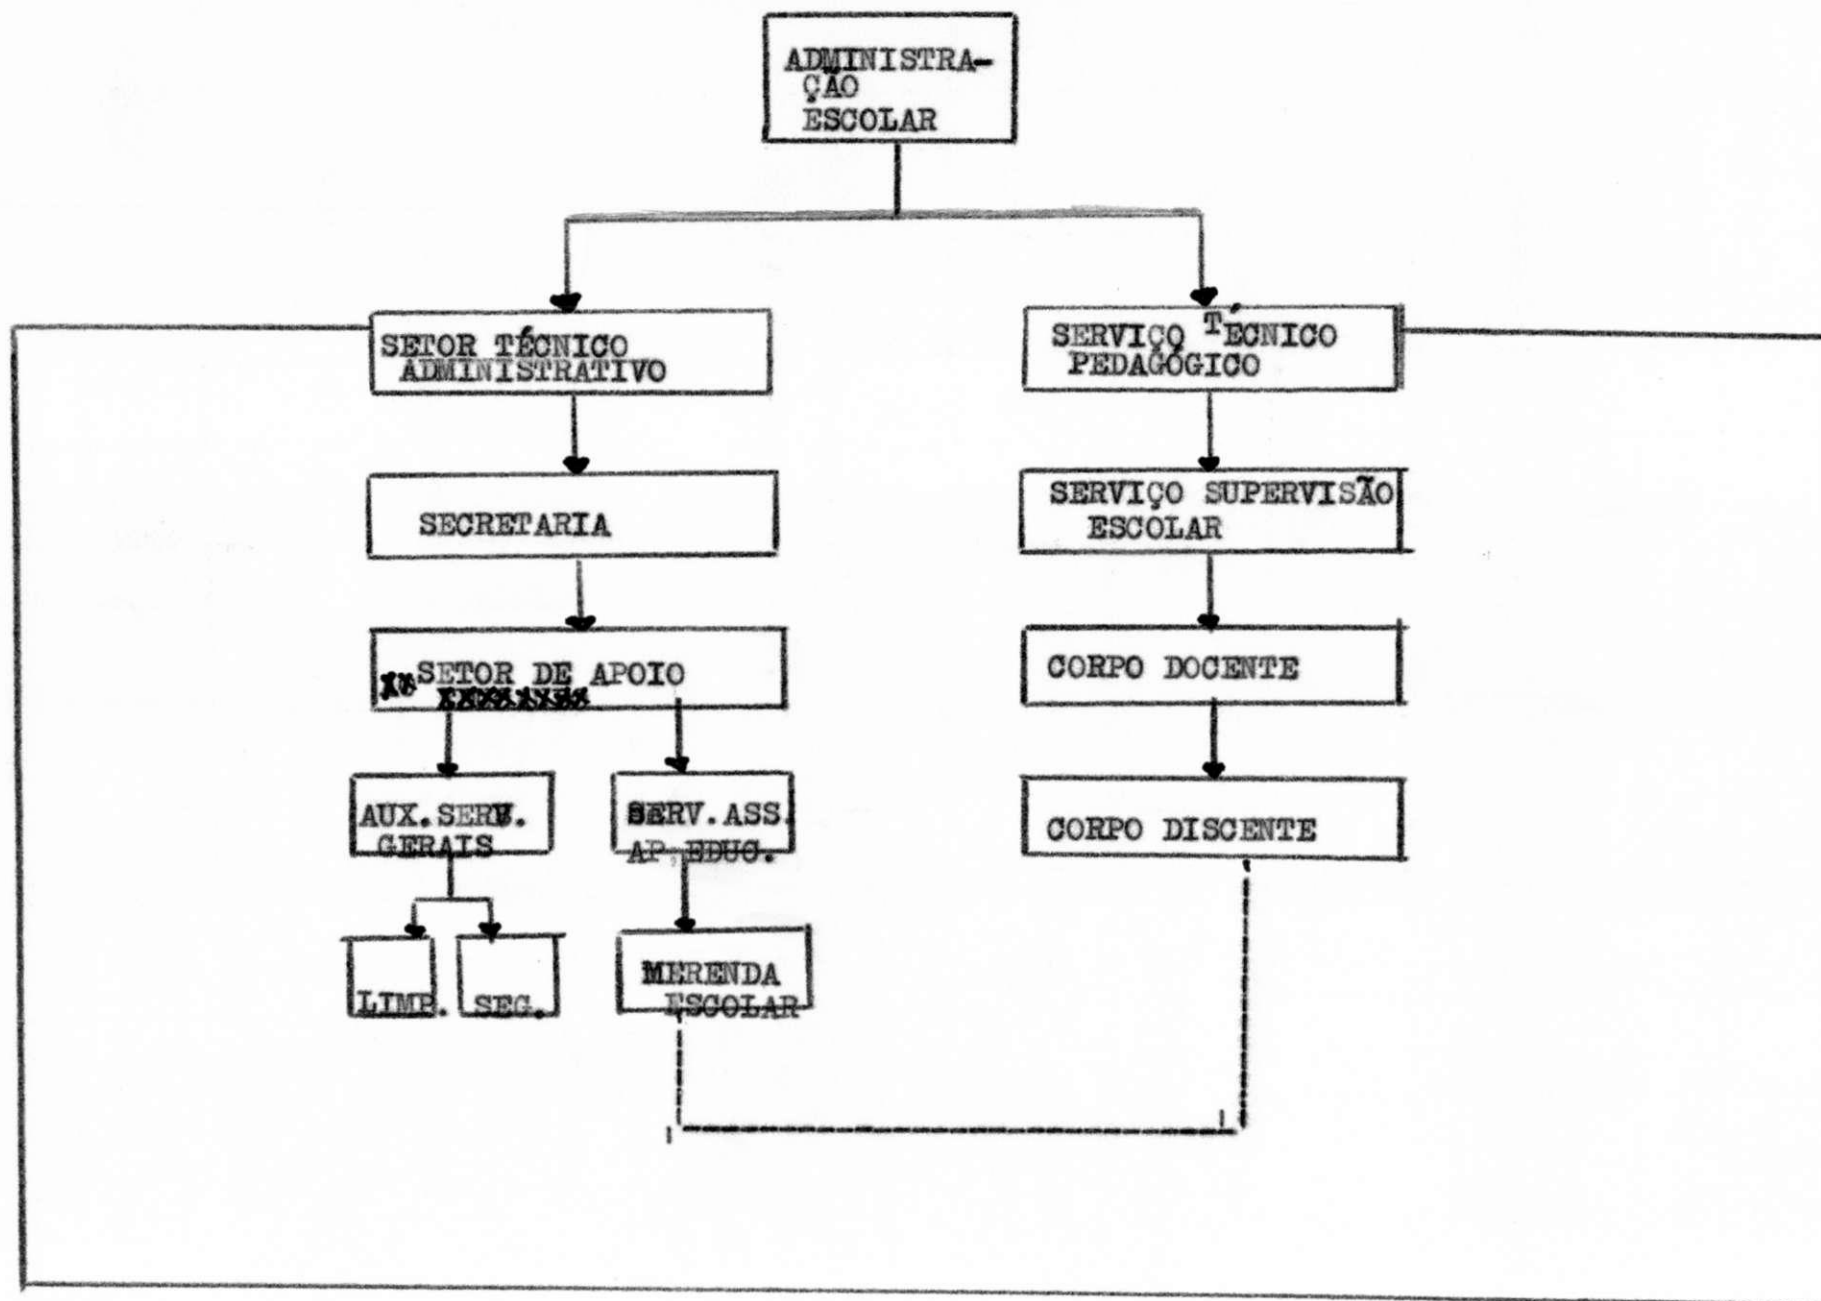 ADMINISTRA-
ÇÃO
ESCOLAR
SETOR TÉCNICO
ADMINISTRATIVO
SERVIÇO TÉCNICO
PEDAGÓGICO
SECRETARIA
SERVIÇO SUPERVISÃO
ESCOLAR
SETOR DE APOIO
CORPO DOCENTE
AUX.SERV.
GERAIS
SERV.ASS.
AP.EDUC.
CORPO DISCENTE
LIMP.
SEG.
MERENDA
ESCOLAR